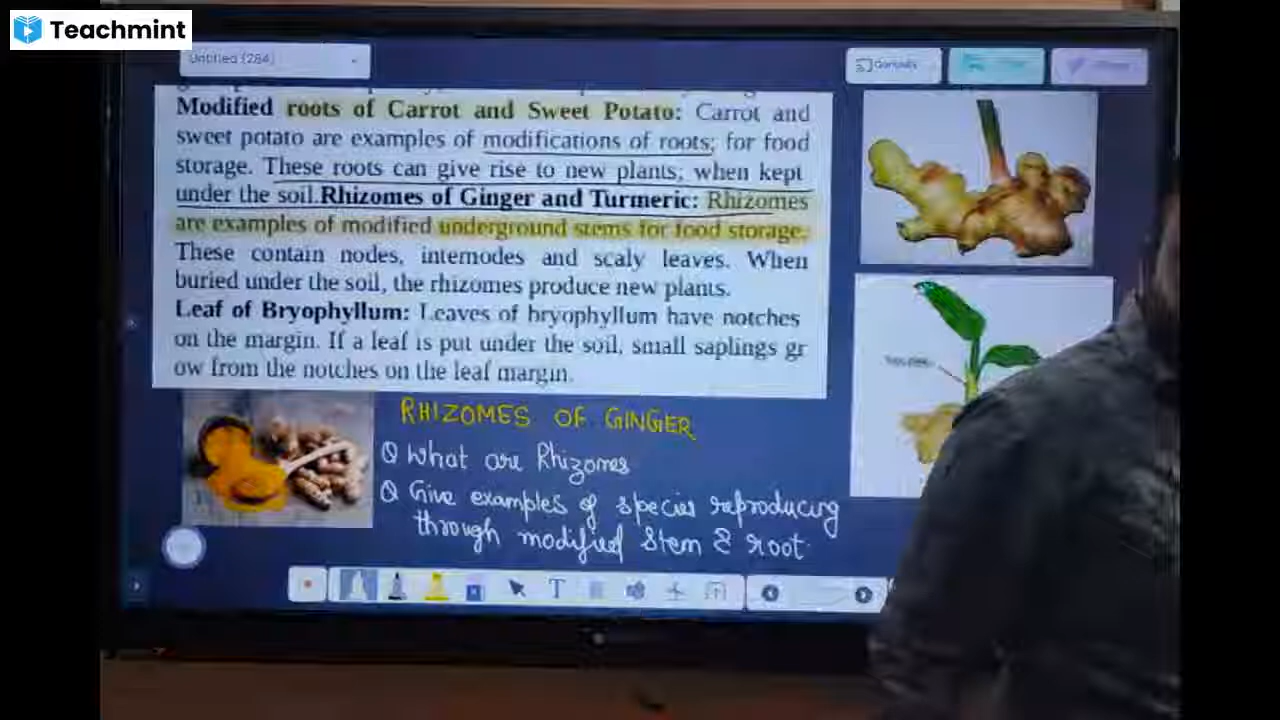 Teachmint
Untitled (284)
Modified roots of Carrot and Sweet Potato: Carrot and
sweet potato are examples of modifications of roots; for food
storage. These roots can give rise to new plants; when kept
under the soil.Rhizomes of Ginger and Turmeric: Rhizomes
are examples of modified underground stems for food storage.
These contain nodes, internodes and scaly leaves. When
buried under the soil, the rhizomes produce new plants.
Leaf of Bryophyllum: Leaves of bryophyllum have notches
on the margin. If a leaf is put under the soil, small saplings gr
ow from the notches on the leaf margin.
RHIZOMES OF GINGER
Q What are Rhizomes
Q Give examples of species reproducing
through modified stem & root.
T